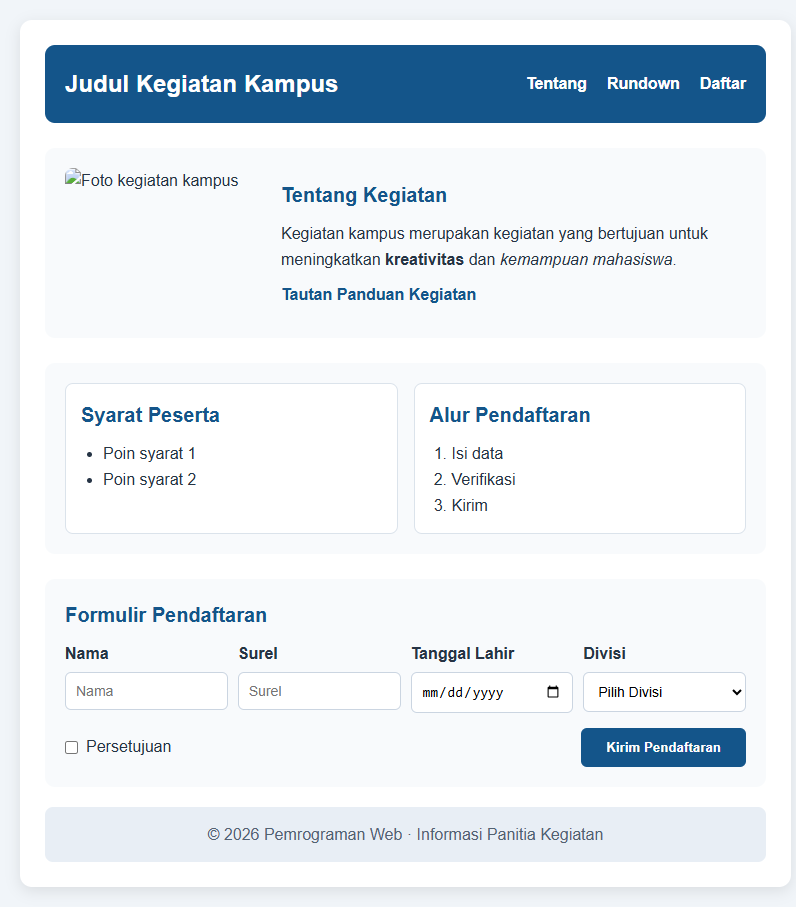 Judul Kegiatan Kampus
Tentang Rundown Daftar
Foto kegiatan kampus
Tentang Kegiatan
Kegiatan kampus merupakan kegiatan yang bertujuan untuk
meningkatkan kreativitas dan kemampuan mahasiswa.
Tautan Panduan Kegiatan
Syarat Peserta
• Poin syarat 1
• Poin syarat 2
Alur Pendaftaran
1. Isi data
2. Verifikasi
3. Kirim
Formulir Pendaftaran
Nama Surel Tanggal Lahir Divisi
Nama Surel mm/dd/yyyy Pilih Divisi
Persetujuan
Kirim Pendaftaran
© 2026 Pemrograman Web · Informasi Panitia Kegiatan